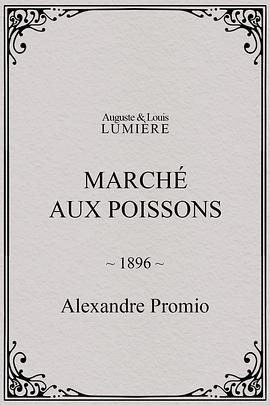 Auguste & Louis
LUMIÈRE
MARCHÉ
AUX POISSONS
~ 1896 ~
Alexandre Promio